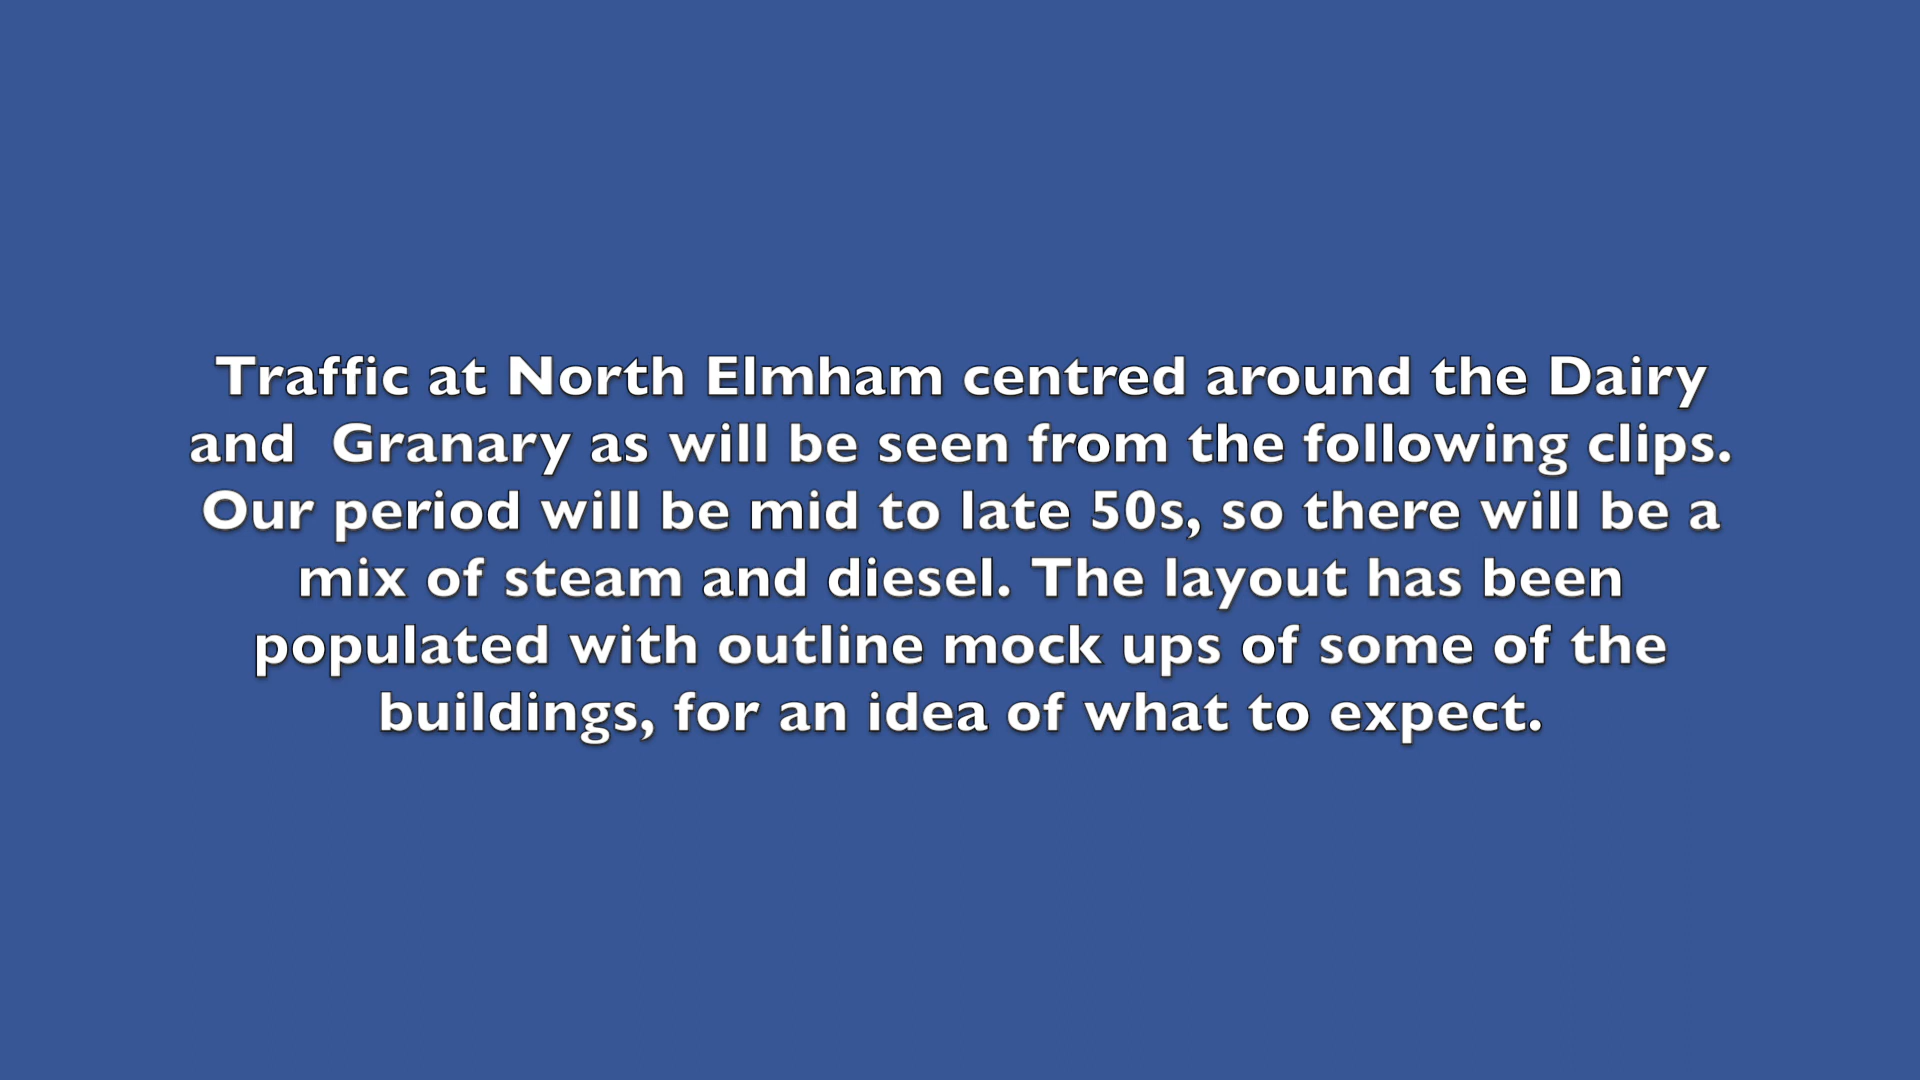 Traffic at North Elmham centred around the Dairy
and  Granary as will be seen from the following clips.
Our period will be mid to late 50s, so there will be a
mix of steam and diesel. The layout has been
populated with outline mock ups of some of the
buildings, for an idea of what to expect.